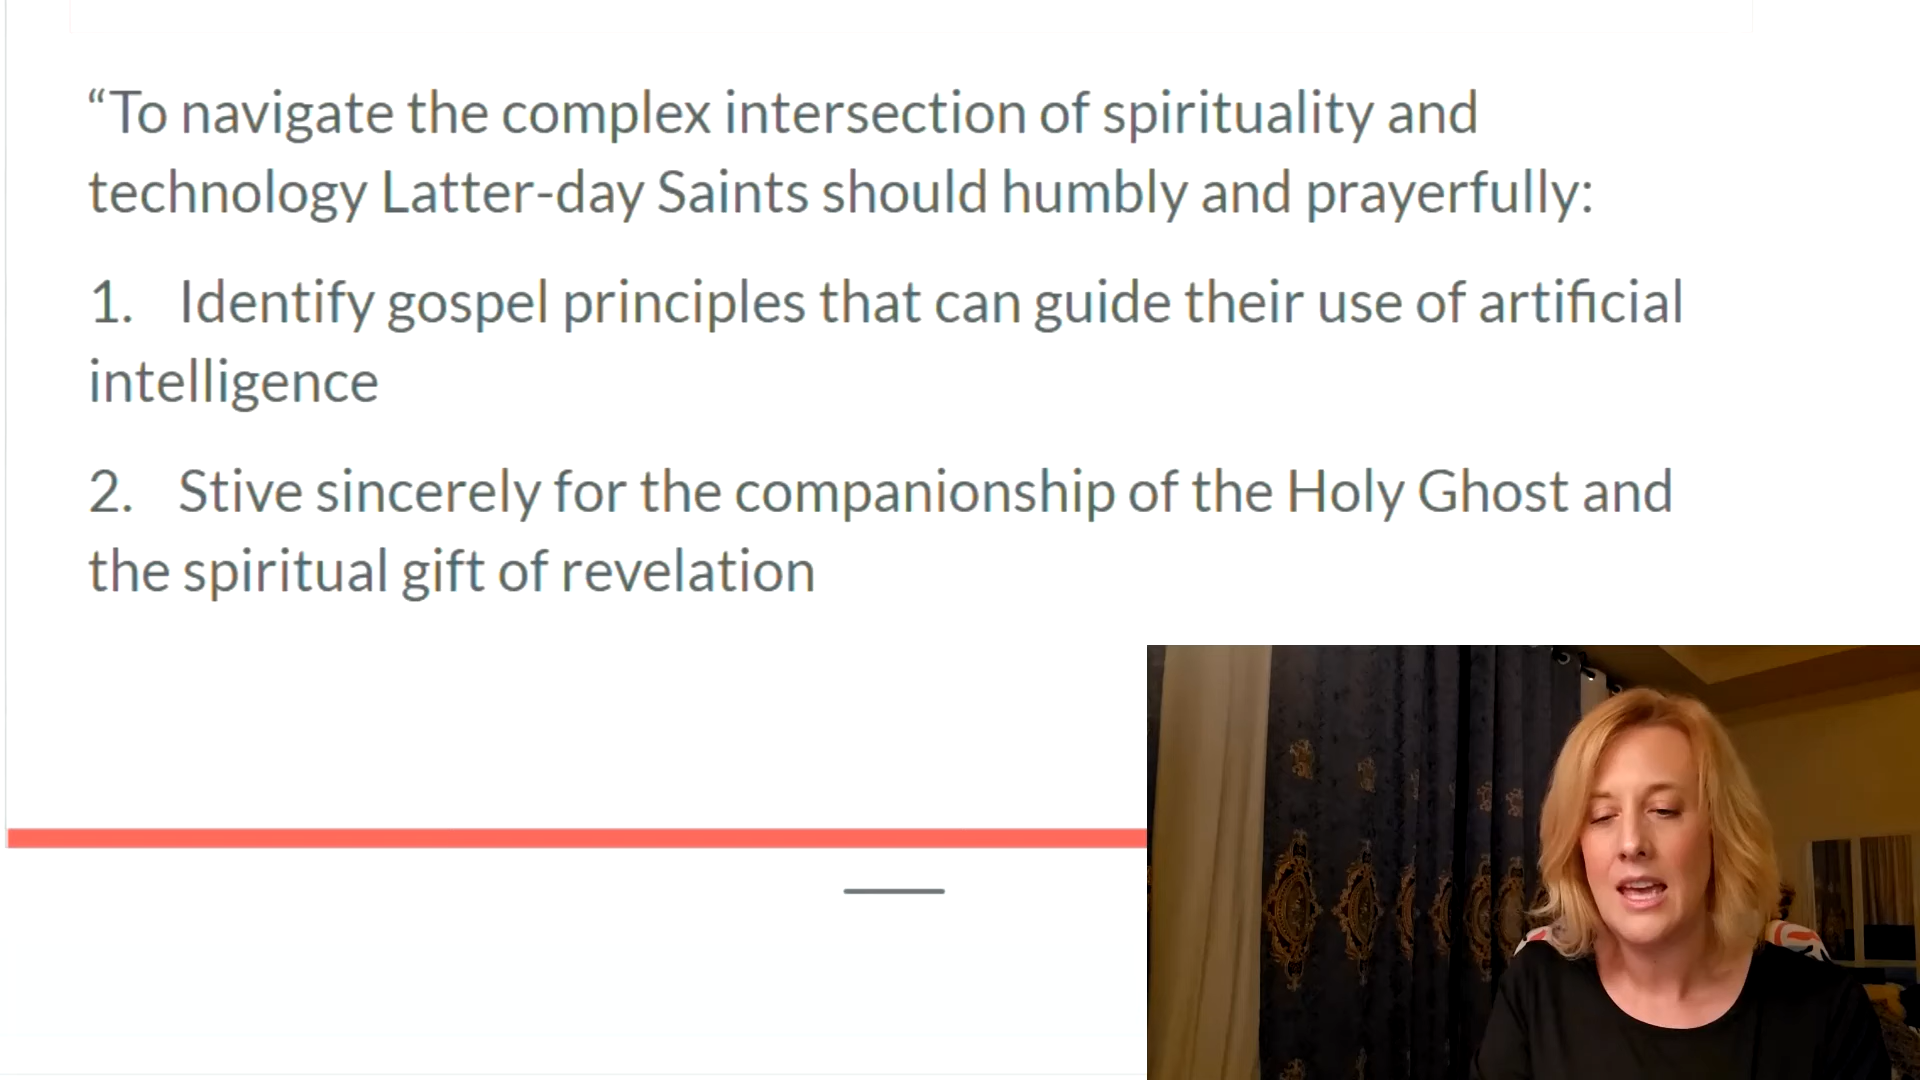 “To navigate the complex intersection of spirituality and
technology Latter-day Saints should humbly and prayerfully:
1. Identify gospel principles that can guide their use of artificial
intelligence
2. Stive sincerely for the companionship of the Holy Ghost and
the spiritual gift of revelation